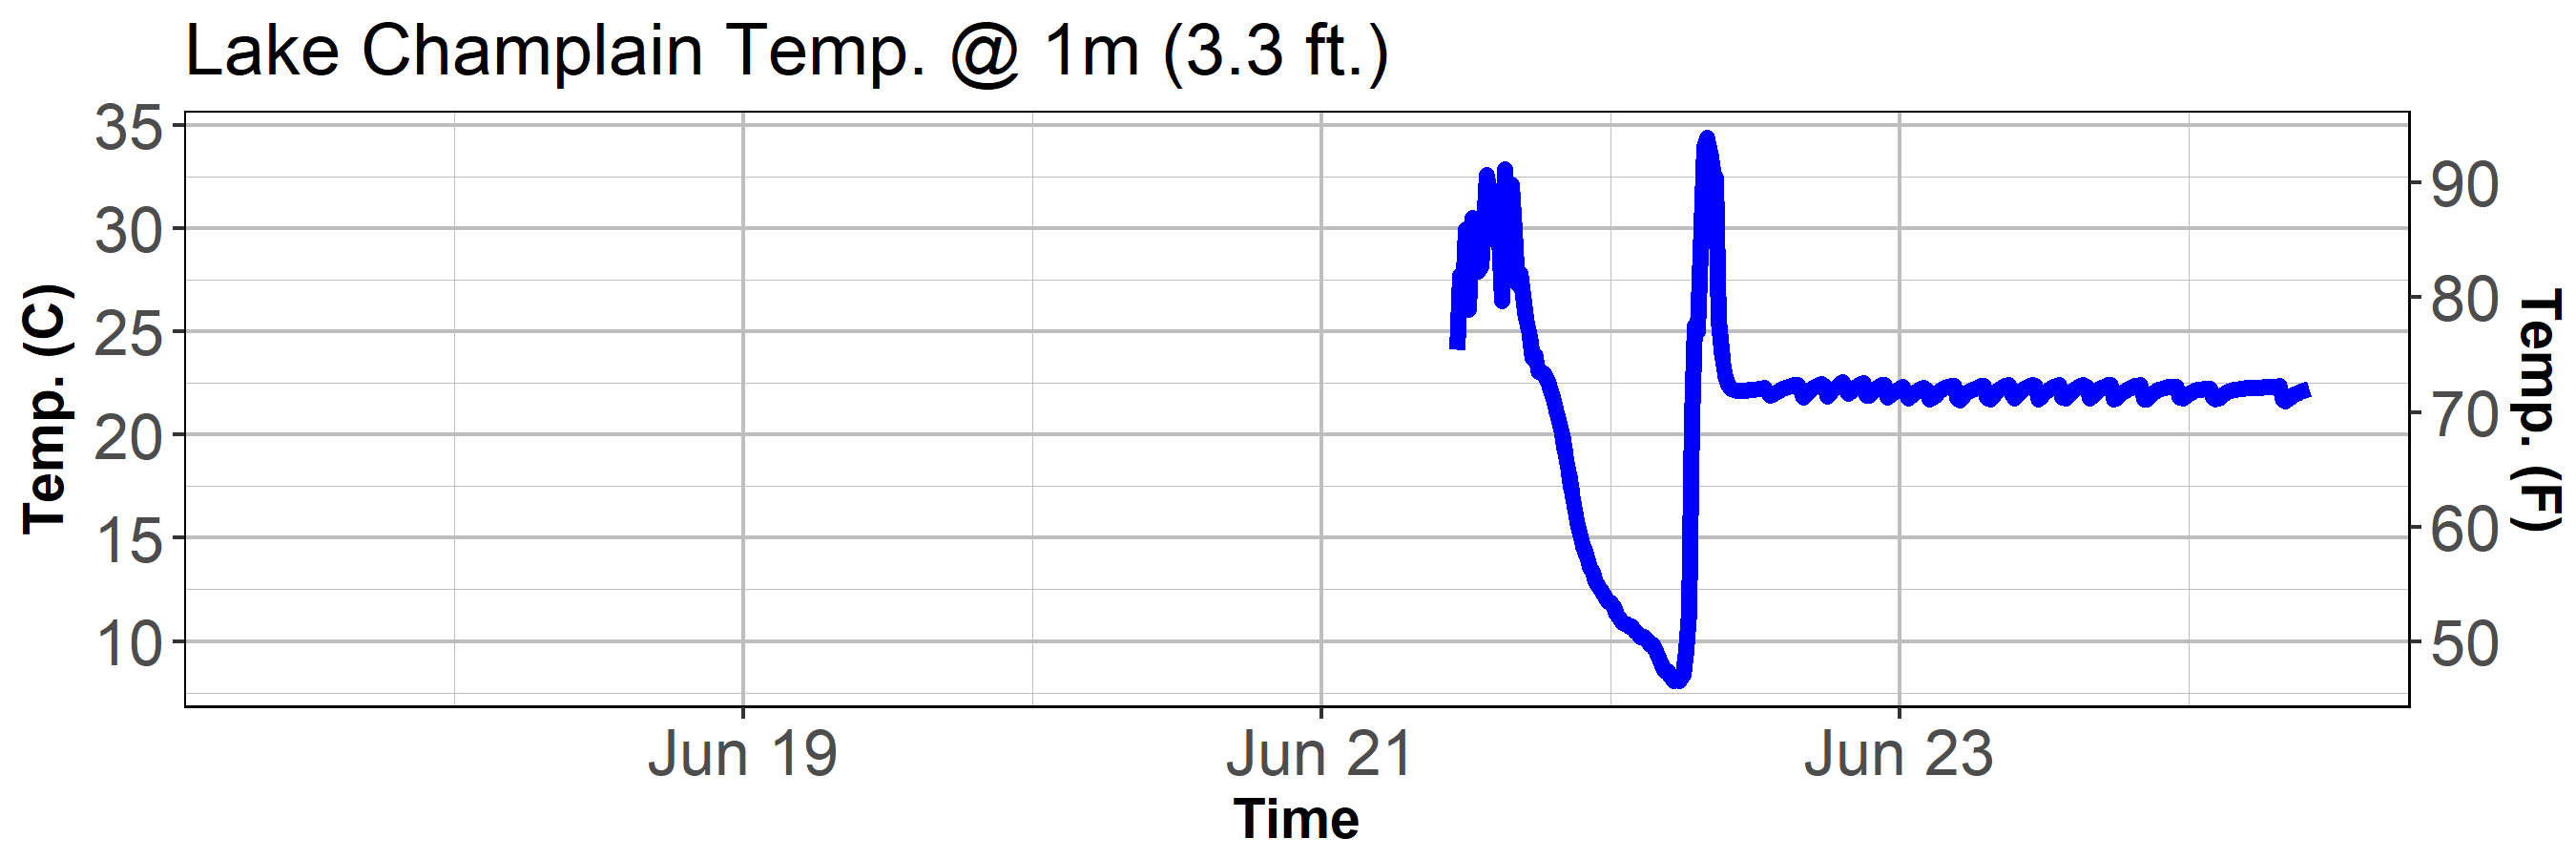 Lake Champlain Temp. @ 1m (3.3 ft.)
35
30
25
20
15
10
Temp. (C)
90
80
70
60
50
Temp. (F)
Jun 19
Jun 21
Jun 23
Time